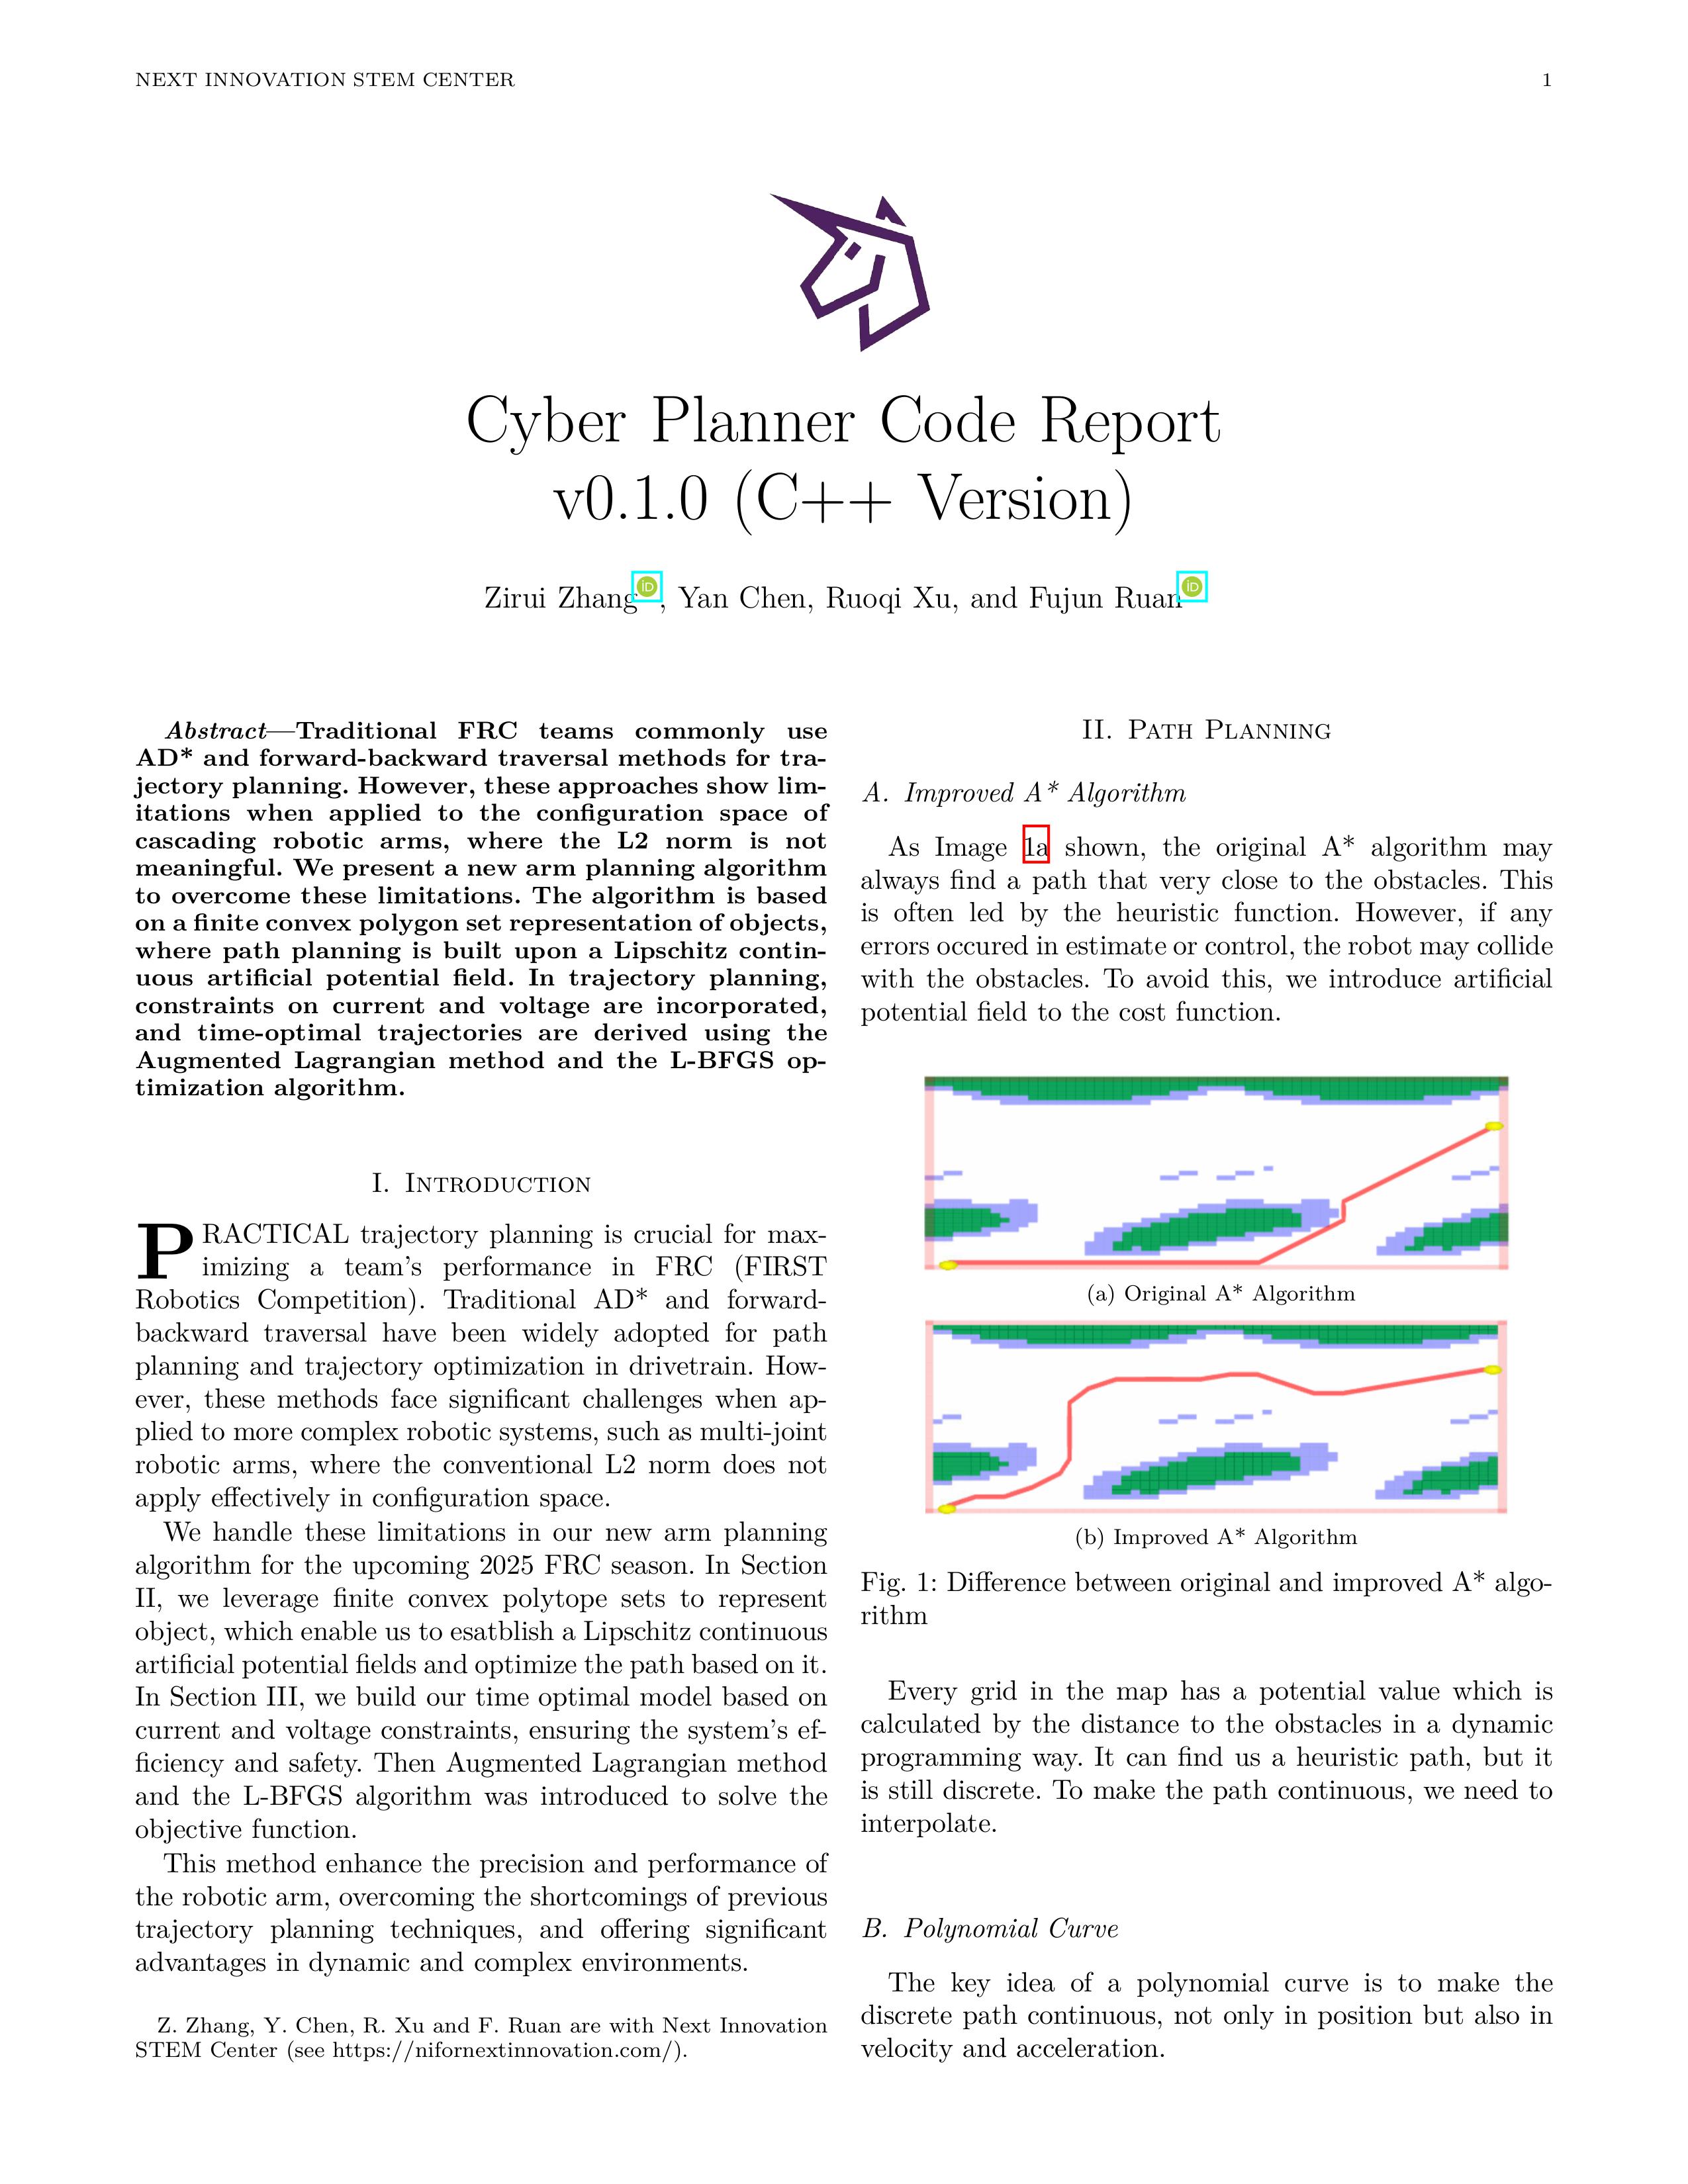 NEXT INNOVATION STEM CENTER 1
Cyber Planner Code Report
v0.1.0 (C++ Version)
Zirui Zhang iD, Yan Chen, Ruoqi Xu, and Fujun Ruan iD
Abstract—Traditional FRC teams commonly use
AD* and forward-backward traversal methods for tra-
jectory planning. However, these approaches show lim-
itations when applied to the configuration space of
cascading robotic arms, where the L2 norm is not
meaningful. We present a new arm planning algorithm
to overcome these limitations. The algorithm is based
on a finite convex polygon set representation of objects,
where path planning is built upon a Lipschitz contin-
uous artificial potential field. In trajectory planning,
constraints on current and voltage are incorporated,
and time-optimal trajectories are derived using the
Augmented Lagrangian method and the L-BFGS op-
timization algorithm.
I. Introduction
PRACTICAL trajectory planning is crucial for max-
imizing a team's performance in FRC (FIRST
Robotics Competition). Traditional AD* and forward-
backward traversal have been widely adopted for path
planning and trajectory optimization in drivetrain. How-
ever, these methods face significant challenges when ap-
plied to more complex robotic systems, such as multi-joint
robotic arms, where the conventional L2 norm does not
apply effectively in configuration space.
We handle these limitations in our new arm planning
algorithm for the upcoming 2025 FRC season. In Section
II, we leverage finite convex polytope sets to represent
object, which enable us to esatblish a Lipschitz continuous
artificial potential fields and optimize the path based on it.
In Section III, we build our time optimal model based on
current and voltage constraints, ensuring the system's ef-
ficiency and safety. Then Augmented Lagrangian method
and the L-BFGS algorithm was introduced to solve the
objective function.
This method enhance the precision and performance of
the robotic arm, overcoming the shortcomings of previous
trajectory planning techniques, and offering significant
advantages in dynamic and complex environments.
Z. Zhang, Y. Chen, R. Xu and F. Ruan are with Next Innovation
STEM Center (see https://nifornextinnovation.com/).
II. Path Planning
A. Improved A* Algorithm
As Image 1a shown, the original A* algorithm may
always find a path that very close to the obstacles. This
is often led by the heuristic function. However, if any
errors occured in estimate or control, the robot may collide
with the obstacles. To avoid this, we introduce artificial
potential field to the cost function.
(a) Original A* Algorithm
(b) Improved A* Algorithm
Fig. 1: Difference between original and improved A* algo-
rithm
Every grid in the map has a potential value which is
calculated by the distance to the obstacles in a dynamic
programming way. It can find us a heuristic path, but it
is still discrete. To make the path continuous, we need to
interpolate.
B. Polynomial Curve
The key idea of a polynomial curve is to make the
discrete path continuous, not only in position but also in
velocity and acceleration.